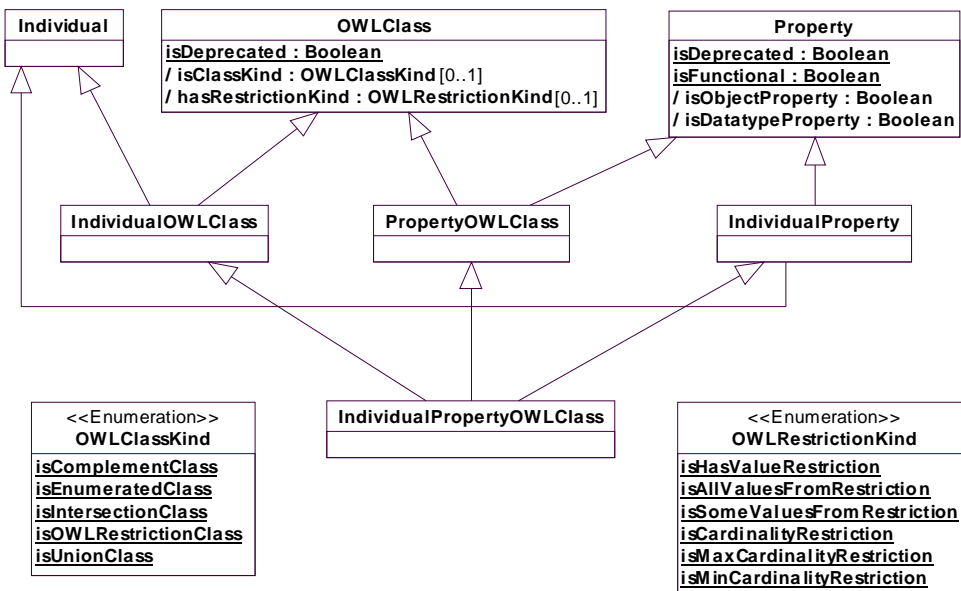 Individual
OWLClass
isDeprecated : Boolean
/ isClassKind : OWLClassKind[0..1]
/ hasRestrictionKind : OWLRestrictionKind[0..1]
Property
isDeprecated : Boolean
isFunctional : Boolean
/ isObjectProperty : Boolean
/ isDatatypeProperty : Boolean
IndividualOWLClass
PropertyOWLClass
IndividualProperty
IndividualPropertyOWLClass
<<Enumeration>>
OWLClassKind
isComplementClass
isEnumeratedClass
isIntersectionClass
isOWLRestrictionClass
isUnionClass
<<Enumeration>>
OWLRestrictionKind
isHasValueRestriction
isAllValuesFromRestriction
isSomeValuesFromRestriction
isCardinalityRestriction
isMaxCardinalityRestriction
isMinCardinalityRestriction